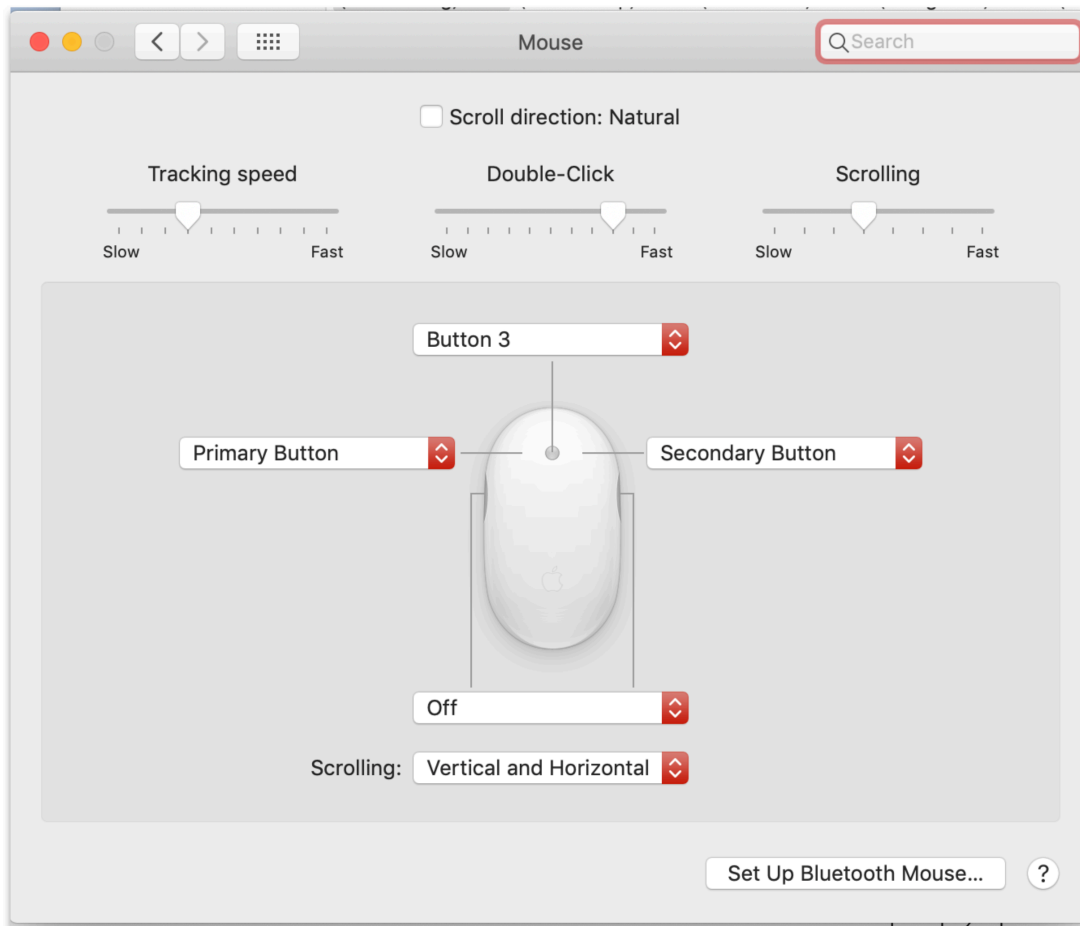 Mouse
Search
Scroll direction: Natural
Tracking speed
Double-Click
Scrolling
Slow
Fast
Slow
Fast
Slow
Fast
Button 3
Primary Button
Secondary Button
Off
Scrolling: Vertical and Horizontal
Set Up Bluetooth Mouse...
?